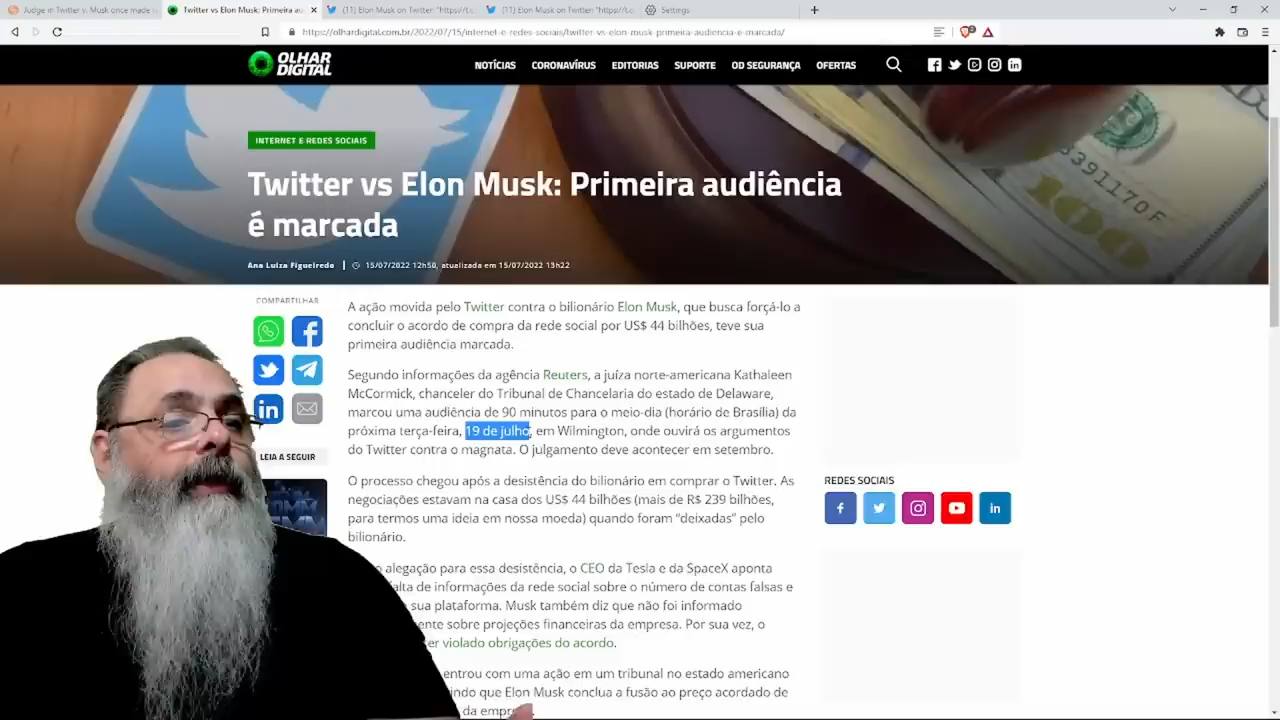 Judge in Twitter v. Musk once made
Twitter vs Elon Musk: Primeira au
(11) Elon Musk on Twitter: "https://t.c
(11) Elon Musk on Twitter: "https://t.c
Settings
https://olhardigital.com.br/2022/07/15/internet-e-redes-sociais/twitter-vs-elon-musk-primeira-audiencia-e-marcada/
OLHAR
DIGITAL
NOTÍCIAS CORONAVÍRUS EDITORIAS SUPORTE OD SEGURANÇA OFERTAS
39391170F
100
INTERNET E REDES SOCIAIS
Twitter vs Elon Musk: Primeira audiência
é marcada
Ana Luiza Figueiredo | 15/07/2022 12h50, atualizada em 15/07/2022 13h22
COMPARTILHAR
A ação movida pelo Twitter contra o bilionário Elon Musk, que busca forçá-lo a
concluir o acordo de compra da rede social por US$ 44 bilhões, teve sua
primeira audiência marcada.
Segundo informações da agência Reuters, a juíza norte-americana Kathaleen
McCormick, chanceler do Tribunal de Chancelaria do estado de Delaware,
marcou uma audiência de 90 minutos para o meio-dia (horário de Brasília) da
próxima terça-feira, 19 de julho, em Wilmington, onde ouvirá os argumentos
do Twitter contra o magnata. O julgamento deve acontecer em setembro.
LEIA A SEGUIR
O processo chegou após a desistência do bilionário em comprar o Twitter. As
negociações estavam na casa dos US$ 44 bilhões (mais de R$ 239 bilhões,
para termos uma ideia em nossa moeda) quando foram “deixadas” pelo
bilionário.
REDES SOCIAIS
alegação para essa desistência, o CEO da Tesla e da SpaceX aponta
alta de informações da rede social sobre o número de contas falsas e
sua plataforma. Musk também diz que não foi informado
mente sobre projeções financeiras da empresa. Por sua vez, o
er violado obrigações do acordo.
entrou com uma ação em um tribunal no estado americano
indo que Elon Musk conclua a fusão ao preço acordado de
da empre